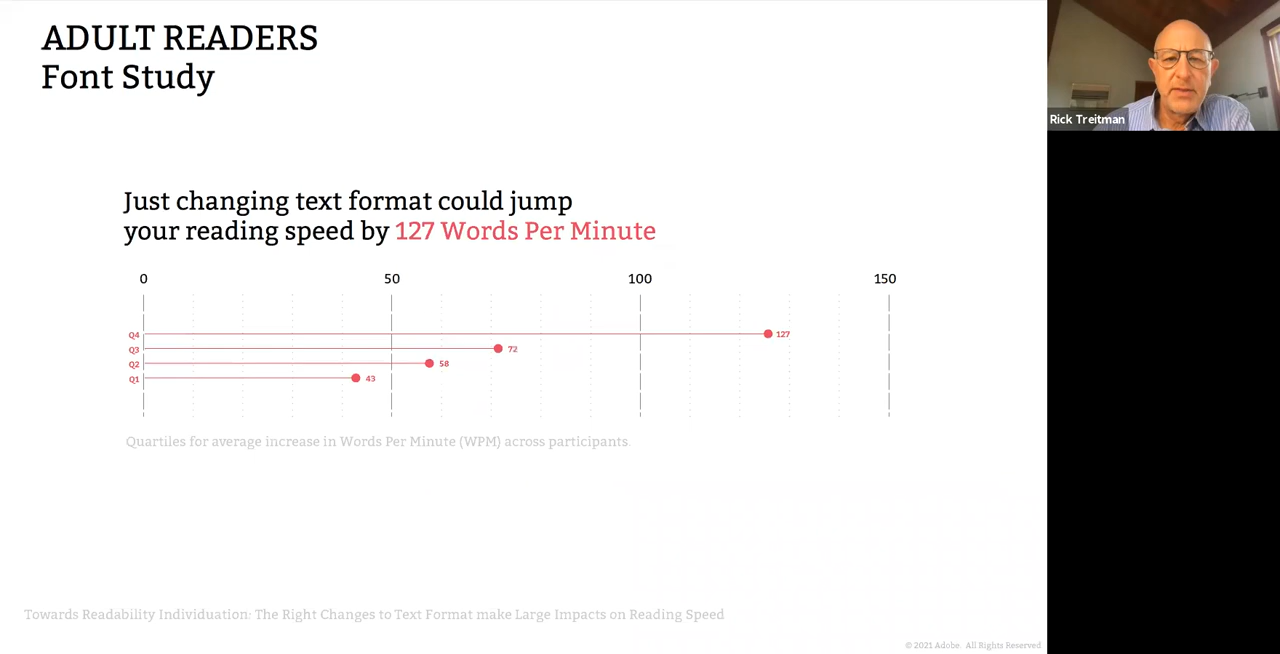 ADULT READERS
Font Study
Rick Treitman
Just changing text format could jump
your reading speed by 127 Words Per Minute
0 50 100 150
Q4 127
Q3 72
Q2 58
Q1 43
Quartiles for average increase in Words Per Minute (WPM) across participants.
Towards Readability Individuation: The Right Changes to Text Format make Large Impacts on Reading Speed
© 2021 Adobe. All Rights Reserved